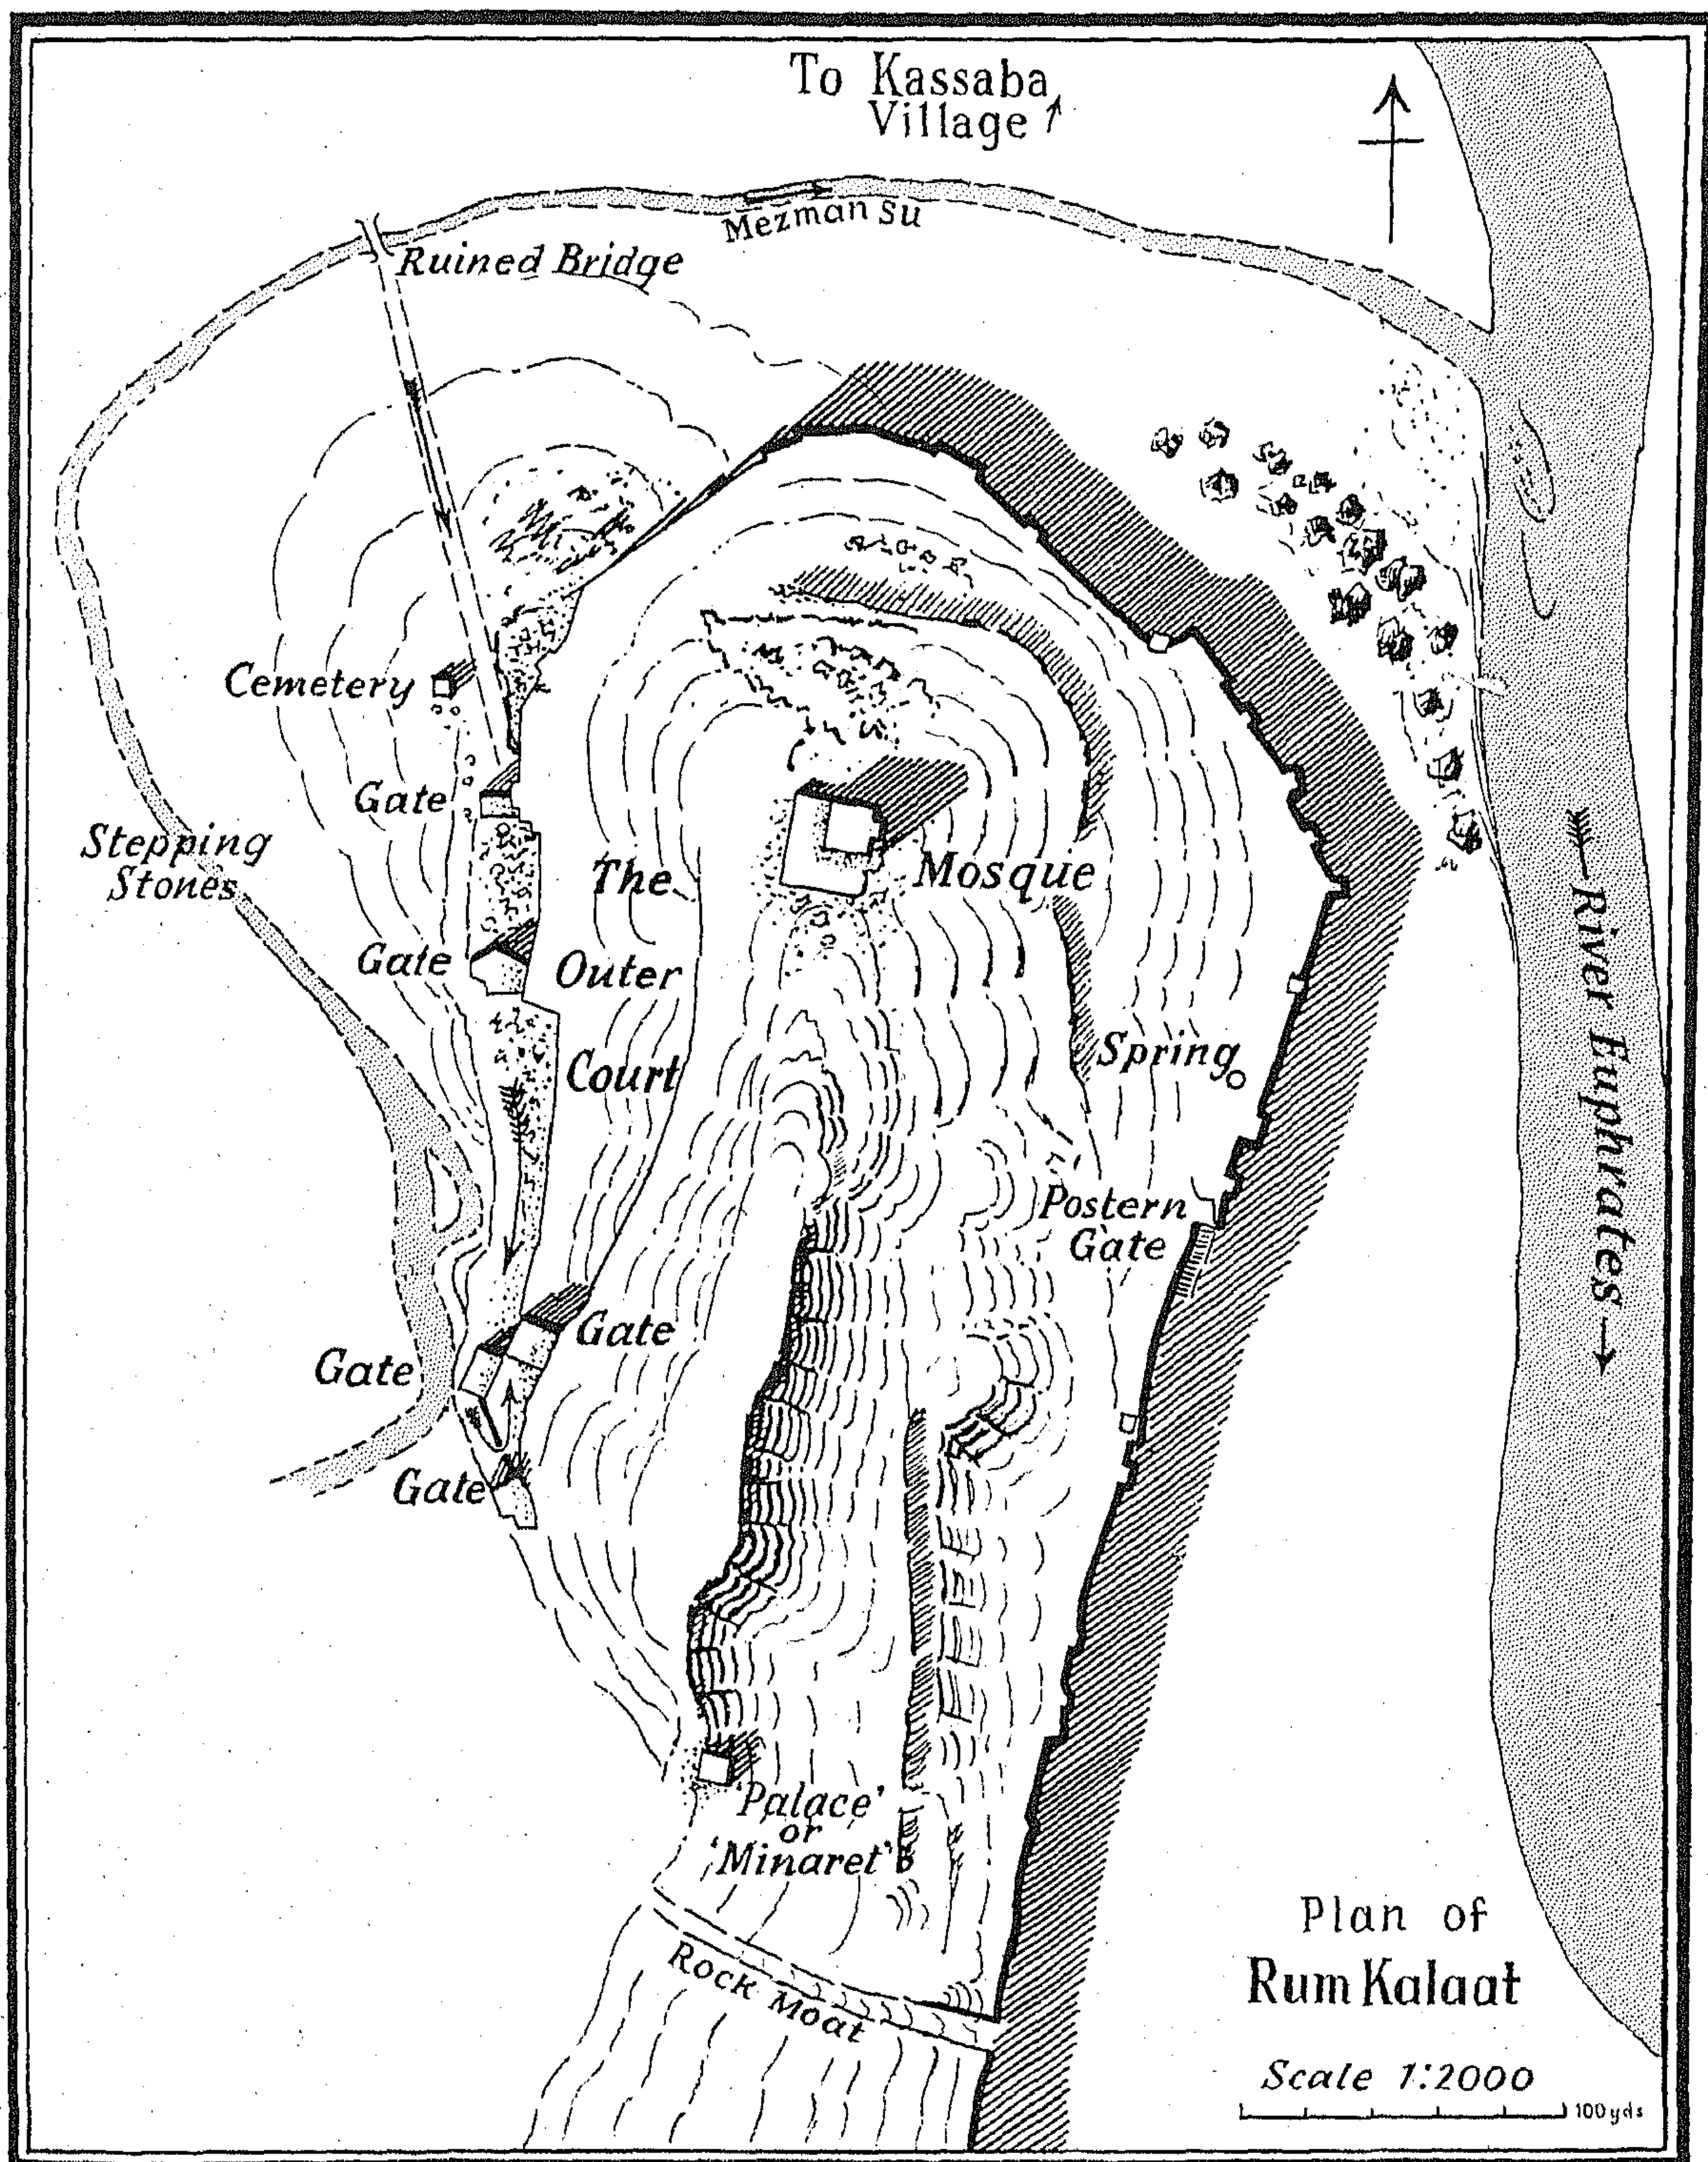 To Kassaba
Village
Mezman Su
Ruined Bridge
Cemetery
Gate
Stepping
Stones
The
Mosque
Gate
Outer
Court
Spring
River Euphrates
Postern
Gate
Gate
Gate
Gate
'Palace'
or
'Minaret'
Rock Moat
Plan of
Rum Kalaat
Scale 1:2000
100 yds